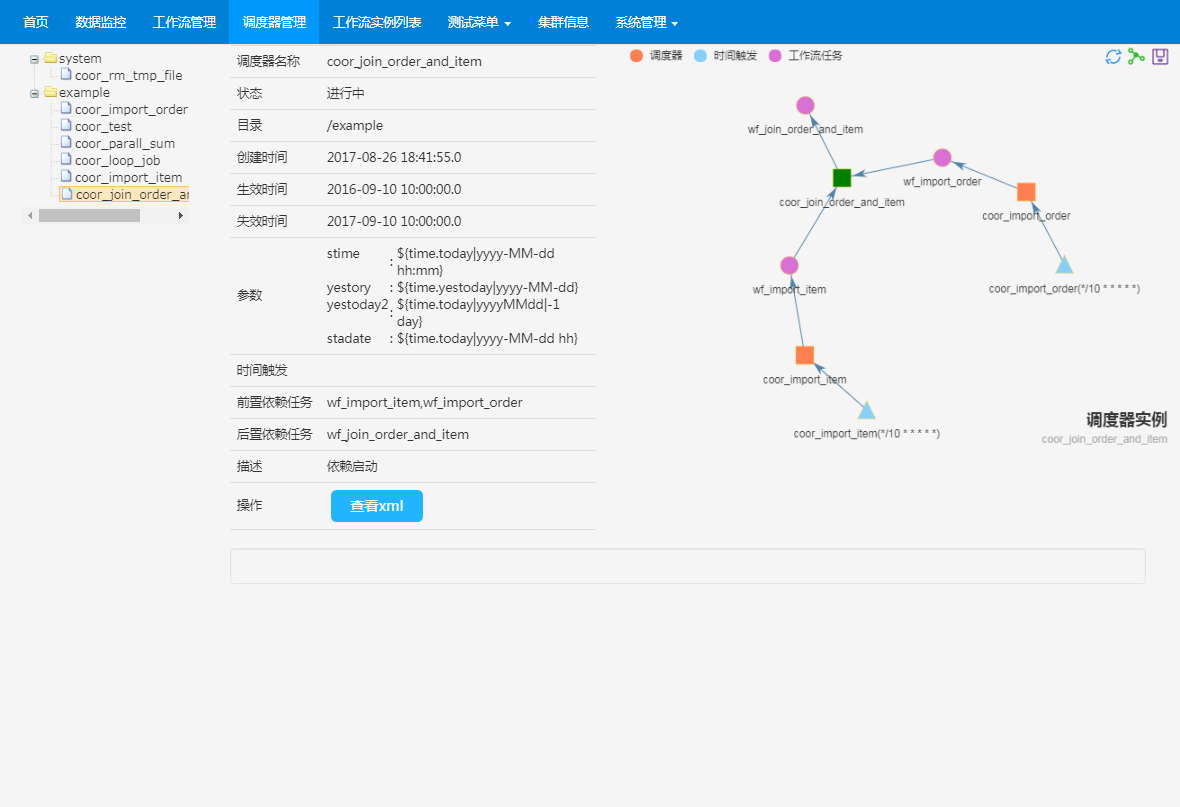 首页 数据监控 工作流管理 调度器管理 工作流实例列表 测试菜单 集群信息 系统管理
system
coor_rm_tmp_file
example
coor_import_order
coor_test
coor_parall_sum
coor_loop_job
coor_import_item
coor_join_order_ar
调度器名称 coor_join_order_and_item
状态 进行中
目录 /example
创建时间 2017-08-26 18:41:55.0
生效时间 2016-09-10 10:00:00.0
失效时间 2017-09-10 10:00:00.0
参数
stime : ${time.today|yyyy-MM-dd
hh:mm}
yestory : ${time.yestoday|yyyy-MM-dd}
yestoday2 : ${time.today|yyyyMMdd|-1
day}
stadate : ${time.today|yyyy-MM-dd hh}
时间触发
前置依赖任务 wf_import_item,wf_import_order
后置依赖任务 wf_join_order_and_item
描述 依赖启动
操作 查看xml
调度器 时间触发 工作流任务
wf_join_order_and_item
wf_import_order
coor_join_order_and_item
coor_import_order
wf_import_item
coor_import_order(*/10 * * * * *)
coor_import_item
coor_import_item(*/10 * * * * *)
调度器实例
coor_join_order_and_item